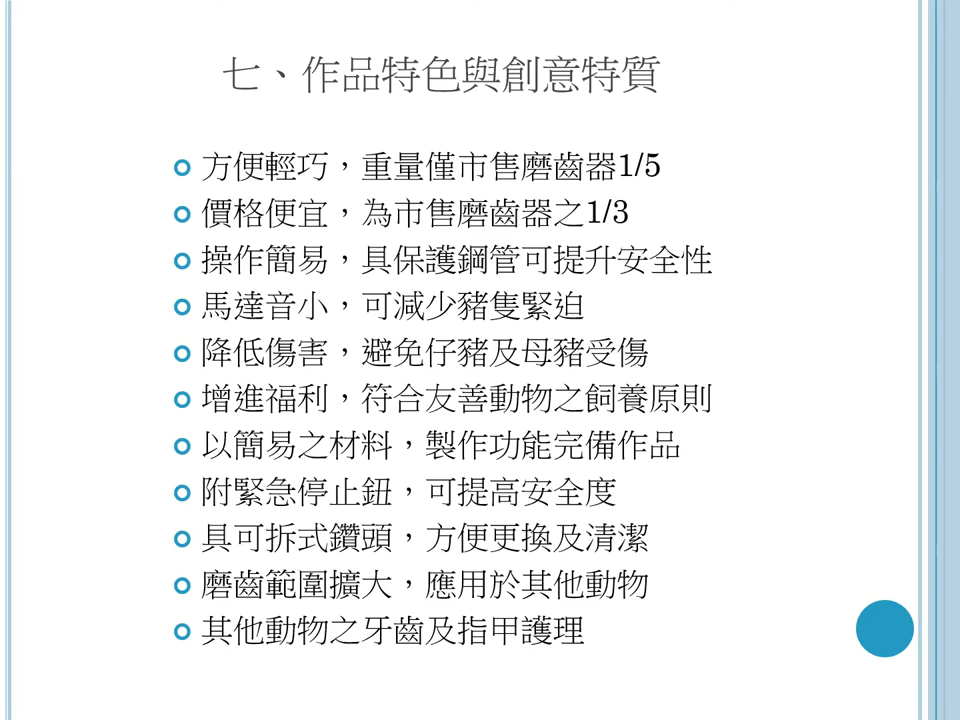 七、作品特色與創意特質
方便輕巧，重量僅市售磨齒器1/5
價格便宜，為市售磨齒器之1/3
操作簡易，具保護鋼管可提升安全性
馬達音小，可減少豬隻緊迫
降低傷害，避免仔豬及母豬受傷
增進福利，符合友善動物之飼養原則
以簡易之材料，製作功能完備作品
附緊急停止鈕，可提高安全度
具可拆式鑽頭，方便更換及清潔
磨齒範圍擴大，應用於其他動物
其他動物之牙齒及指甲護理